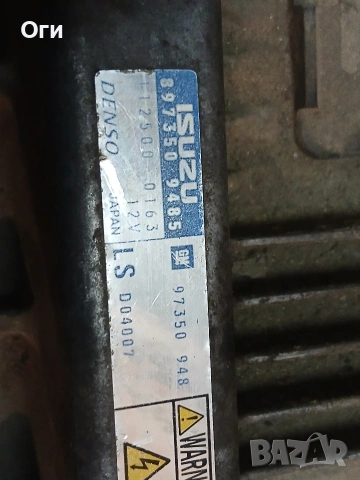 Оги
ISUZU
897350 9485
112500 0163
DENSO
JAPAN
12V
LS
D04007
GM
97350 948
WARN
BAZAR